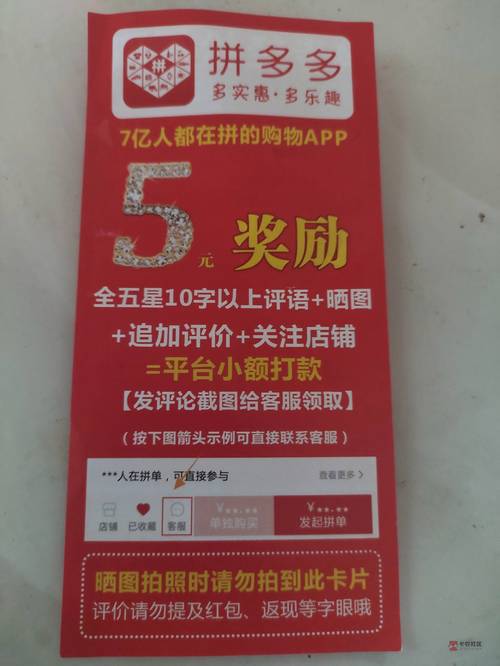 拼
拼多多
多实惠·多乐趣
7亿人都在拼的购物APP
5元 奖励
全五星10字以上评语+晒图
+追加评价+关注店铺
=平台小额打款
【发评论截图给客服领取】
(按下图箭头示例可直接联系客服)
***人在拼单，可直接参与 查看更多>
¥**.** ¥**.**
店铺 已收藏 客服 单独购买 发起拼单
晒图拍照时请勿拍到此卡片
评价请勿提及红包、返现等字眼哦
卡农社区